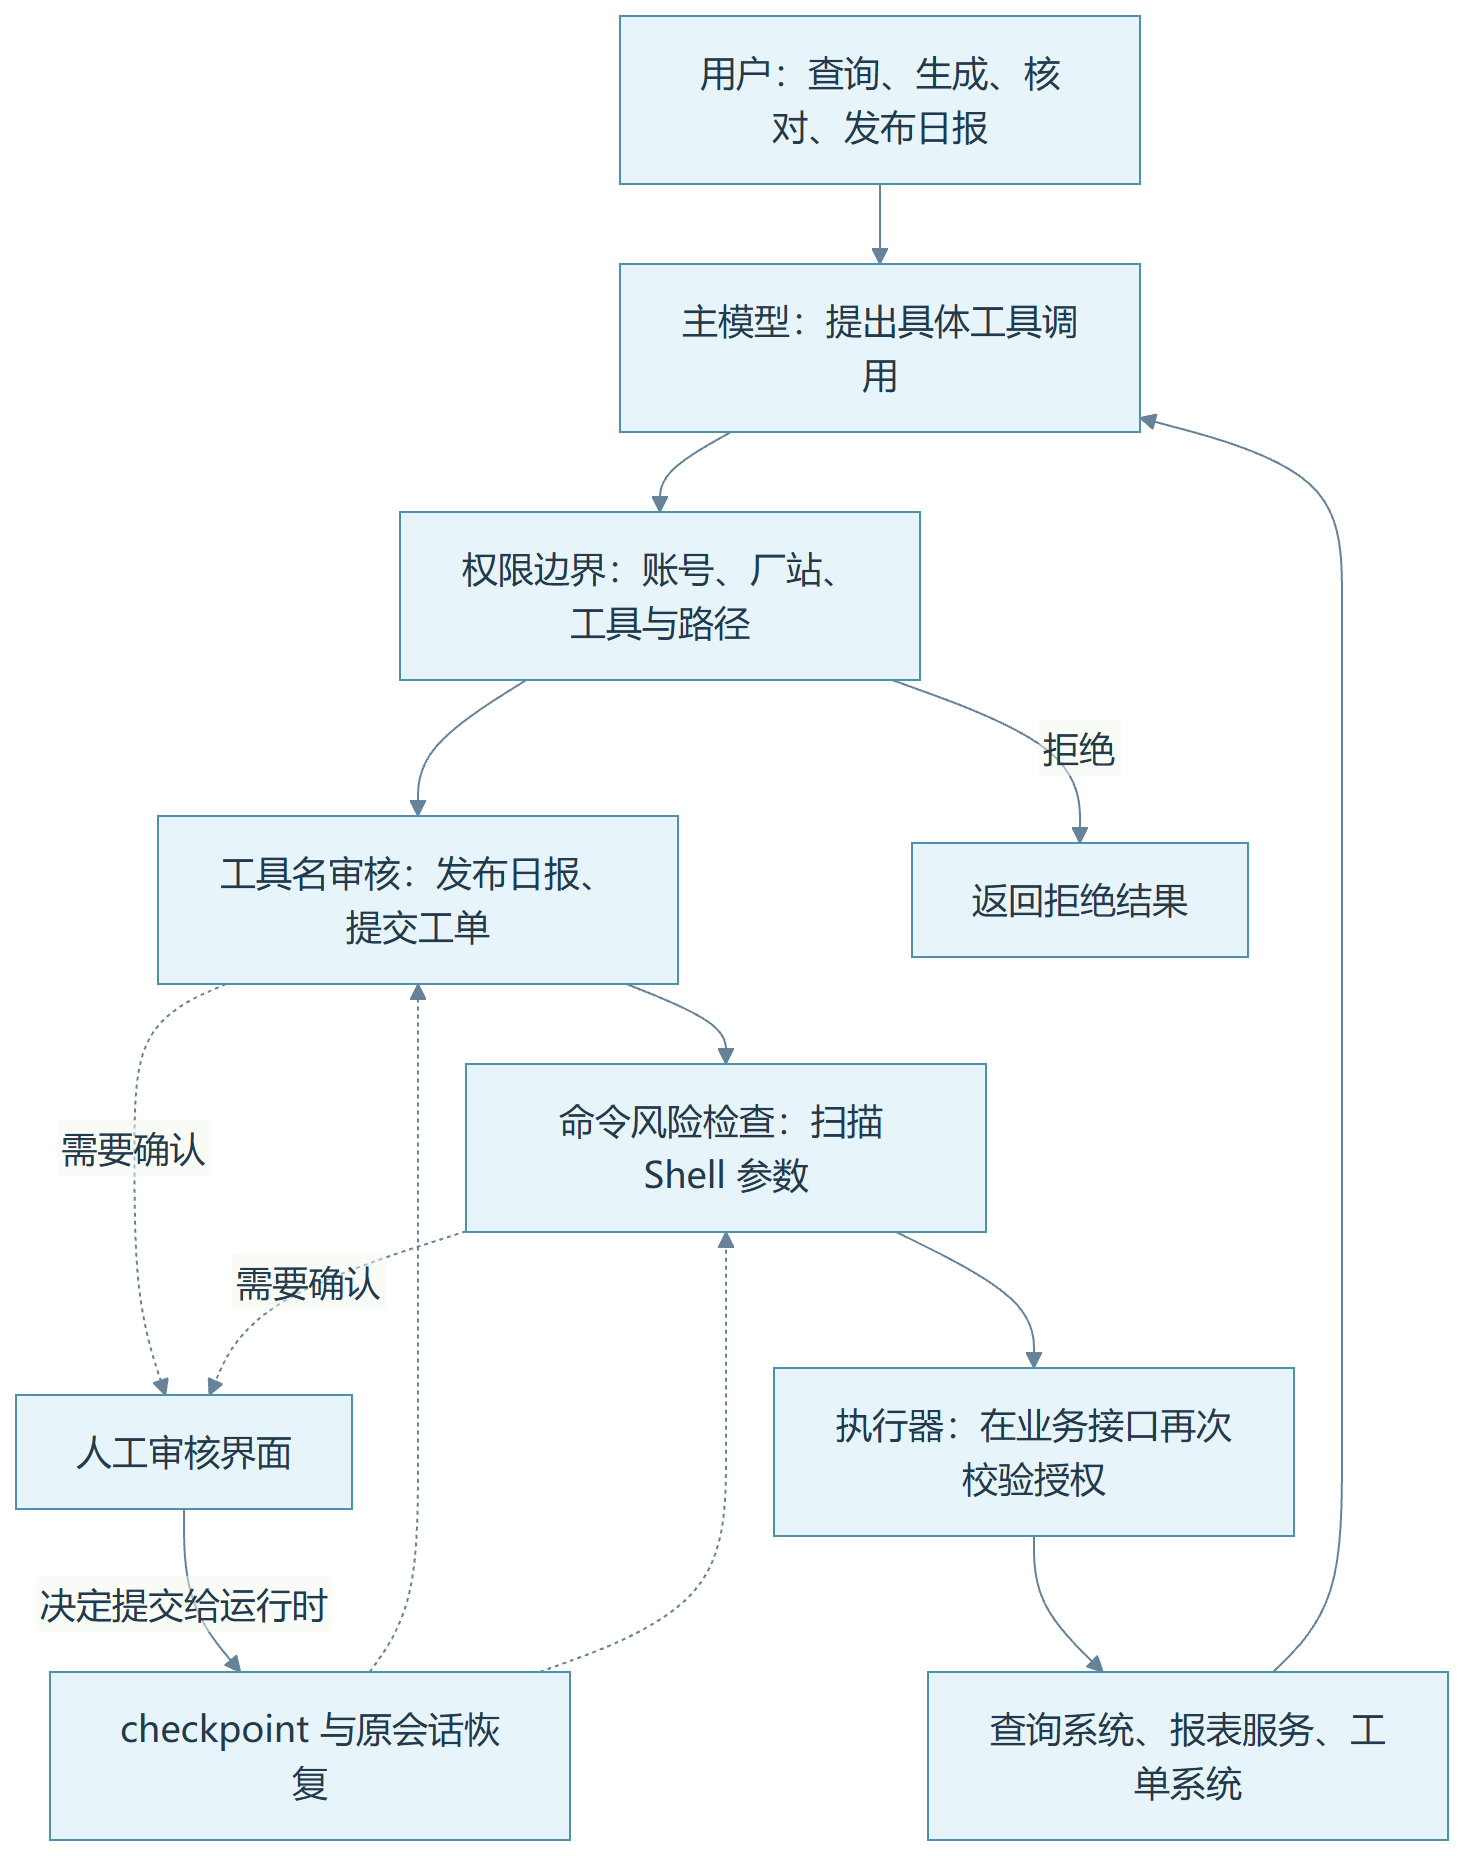 用户：查询、生成、核
对、发布日报
主模型：提出具体工具调
用
权限边界：账号、厂站、
工具与路径
拒绝
工具名审核：发布日报、
提交工单
返回拒绝结果
命令风险检查：扫描
Shell 参数
需要确认
需要确认
人工审核界面
执行器：在业务接口再次
校验授权
决定提交给运行时
checkpoint 与原会话恢
复
查询系统、报表服务、工
单系统